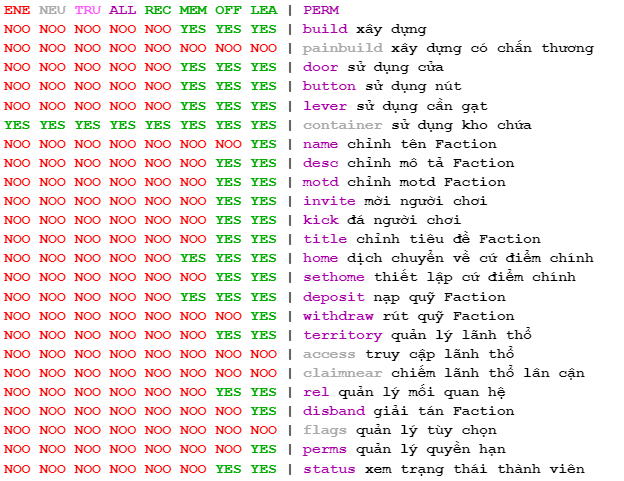 ENE NEU TRU ALL REC MEM OFF LEA | PERM
NOO NOO NOO NOO NOO YES YES YES | build xây dựng
NOO NOO NOO NOO NOO NOO NOO NOO | painbuild xây dựng có chấn thương
NOO NOO NOO NOO NOO YES YES YES | door sử dụng cửa
NOO NOO NOO NOO NOO YES YES YES | button sử dụng nút
NOO NOO NOO NOO NOO YES YES YES | lever sử dụng cần gạt
YES YES YES YES YES YES YES YES | container sử dụng kho chứa
NOO NOO NOO NOO NOO NOO NOO YES | name chỉnh tên Faction
NOO NOO NOO NOO NOO NOO YES YES | desc chỉnh mô tả Faction
NOO NOO NOO NOO NOO NOO YES YES | motd chỉnh motd Faction
NOO NOO NOO NOO NOO NOO YES YES | invite mời người chơi
NOO NOO NOO NOO NOO NOO YES YES | kick đá người chơi
NOO NOO NOO NOO NOO NOO YES YES | title chỉnh tiêu đề Faction
NOO NOO NOO NOO NOO YES YES YES | home dịch chuyển về cứ điểm chính
NOO NOO NOO NOO NOO NOO YES YES | sethome thiết lập cứ điểm chính
NOO NOO NOO NOO NOO YES YES YES | deposit nạp quỹ Faction
NOO NOO NOO NOO NOO NOO NOO YES | withdraw rút quỹ Faction
NOO NOO NOO NOO NOO NOO YES YES | territory quản lý lãnh thổ
NOO NOO NOO NOO NOO NOO NOO NOO | access truy cập lãnh thổ
NOO NOO NOO NOO NOO NOO NOO NOO | claimnear chiếm lãnh thổ lân cận
NOO NOO NOO NOO NOO NOO YES YES | rel quản lý mối quan hệ
NOO NOO NOO NOO NOO NOO NOO YES | disband giải tán Faction
NOO NOO NOO NOO NOO NOO NOO NOO | flags quản lý tùy chọn
NOO NOO NOO NOO NOO NOO NOO YES | perms quản lý quyền hạn
NOO NOO NOO NOO NOO NOO YES YES | status xem trạng thái thành viên